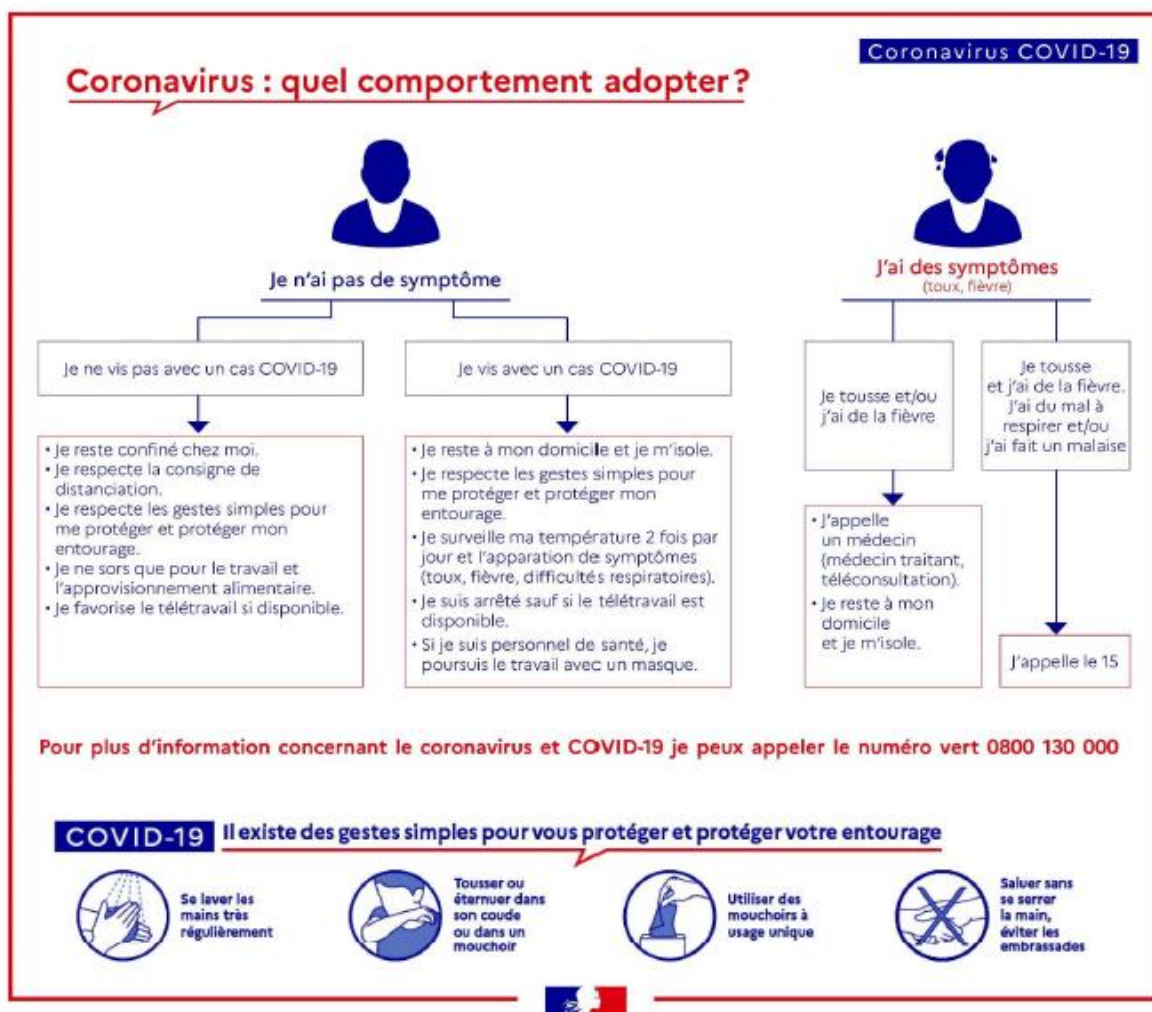 Coronavirus COVID-19
Coronavirus : quel comportement adopter ?
Je n'ai pas de symptôme
Je ne vis pas avec un cas COVID-19
• Je reste confiné chez moi.
• Je respecte la consigne de
distanciation.
• Je respecte les gestes simples pour
me protéger et protéger mon
entourage.
• Je ne sors que pour le travail et
l'approvisionnement alimentaire.
• Je favorise le télétravail si disponible.
Je vis avec un cas COVID-19
• Je reste à mon domicile et je m'isole.
• Je respecte les gestes simples pour
me protéger et protéger mon
entourage.
• Je surveille ma température 2 fois par
jour et l'apparation de symptômes
(toux, fièvre, difficultés respiratoires).
• Je suis arrêté sauf si le télétravail est
disponible.
• Si je suis personnel de santé, je
poursuis le travail avec un masque.
J'ai des symptômes
(toux, fièvre)
Je tousse et/ou
j'ai de la fièvre
• J'appelle
un médecin
(médecin traitant,
téléconsultation).
• Je reste à mon
domicile
et je m'isole.
Je tousse
et j'ai de la fièvre.
J'ai du mal à
respirer et/ou
j'ai fait un malaise
J'appelle le 15
Pour plus d'information concernant le coronavirus et COVID-19 je peux appeler le numéro vert 0800 130 000
COVID-19 Il existe des gestes simples pour vous protéger et protéger votre entourage
Se laver les
mains très
régulièrement
Tousser ou
éternuer dans
son coude
ou dans un
mouchoir
Utiliser des
mouchoirs à
usage unique
Saluer sans
se serrer
la main,
éviter les
embrassades